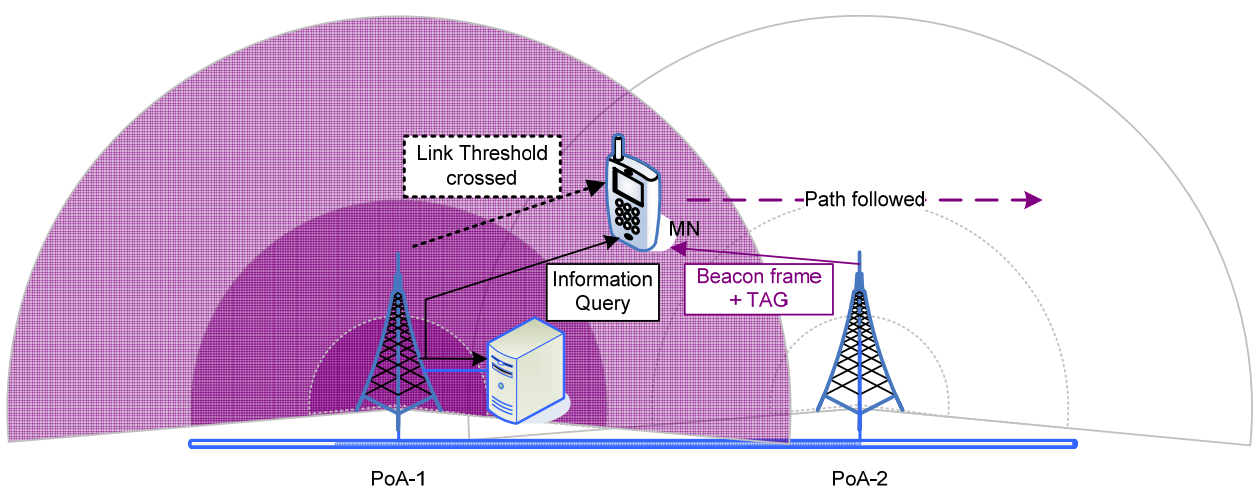 Link Threshold
crossed
Path followed
MN
Information
Query
Beacon frame
+ TAG
PoA-1
PoA-2